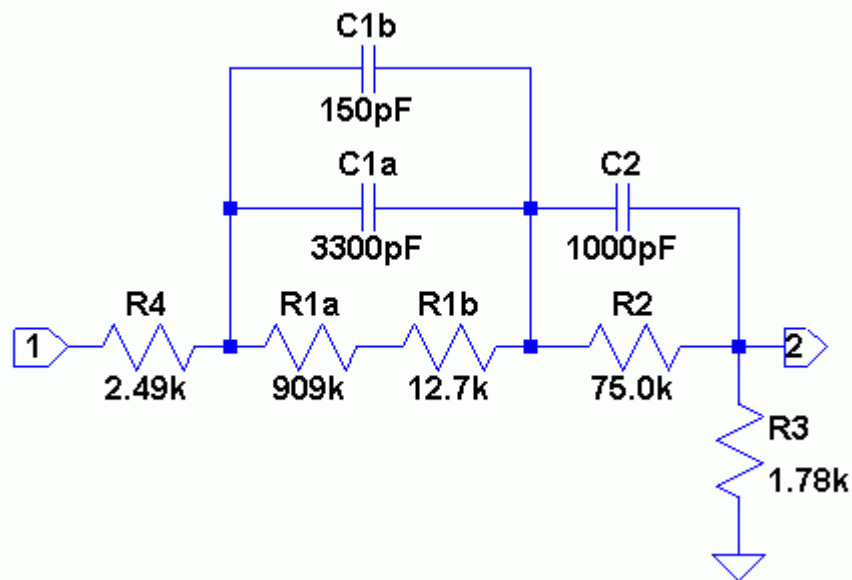 C1b
150pF
C1a
3300pF
C2
1000pF
1
R4
2.49k
R1a
909k
R1b
12.7k
R2
75.0k
2
R3
1.78k